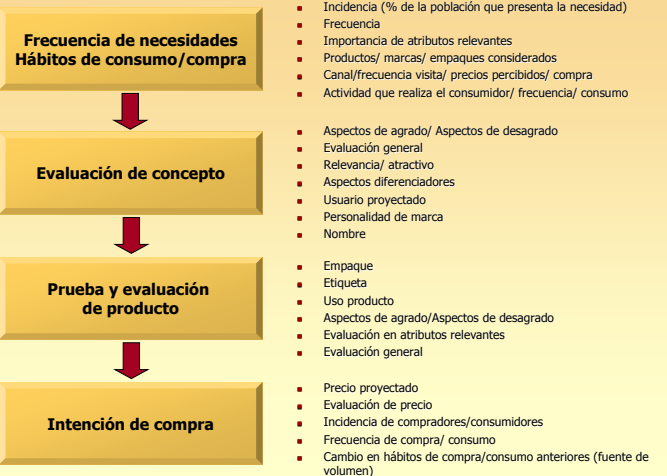 Frecuencia de necesidades
Hábitos de consumo/compra
Incidencia (% de la población que presenta la necesidad)
Frecuencia
Importancia de atributos relevantes
Productos/ marcas/ empaques considerados
Canal/frecuencia visita/ precios percibidos/ compra
Actividad que realiza el consumidor/ frecuencia/ consumo
Evaluación de concepto
Aspectos de agrado/ Aspectos de desagrado
Evaluación general
Relevancia/ atractivo
Aspectos diferenciadores
Usuario proyectado
Personalidad de marca
Nombre
Prueba y evaluación
de producto
Empaque
Etiqueta
Uso producto
Aspectos de agrado/Aspectos de desagrado
Evaluación en atributos relevantes
Evaluación general
Intención de compra
Precio proyectado
Evaluación de precio
Incidencia de compradores/consumidores
Frecuencia de compra/ consumo
Cambio en hábitos de compra/consumo anteriores (fuente de
volumen)